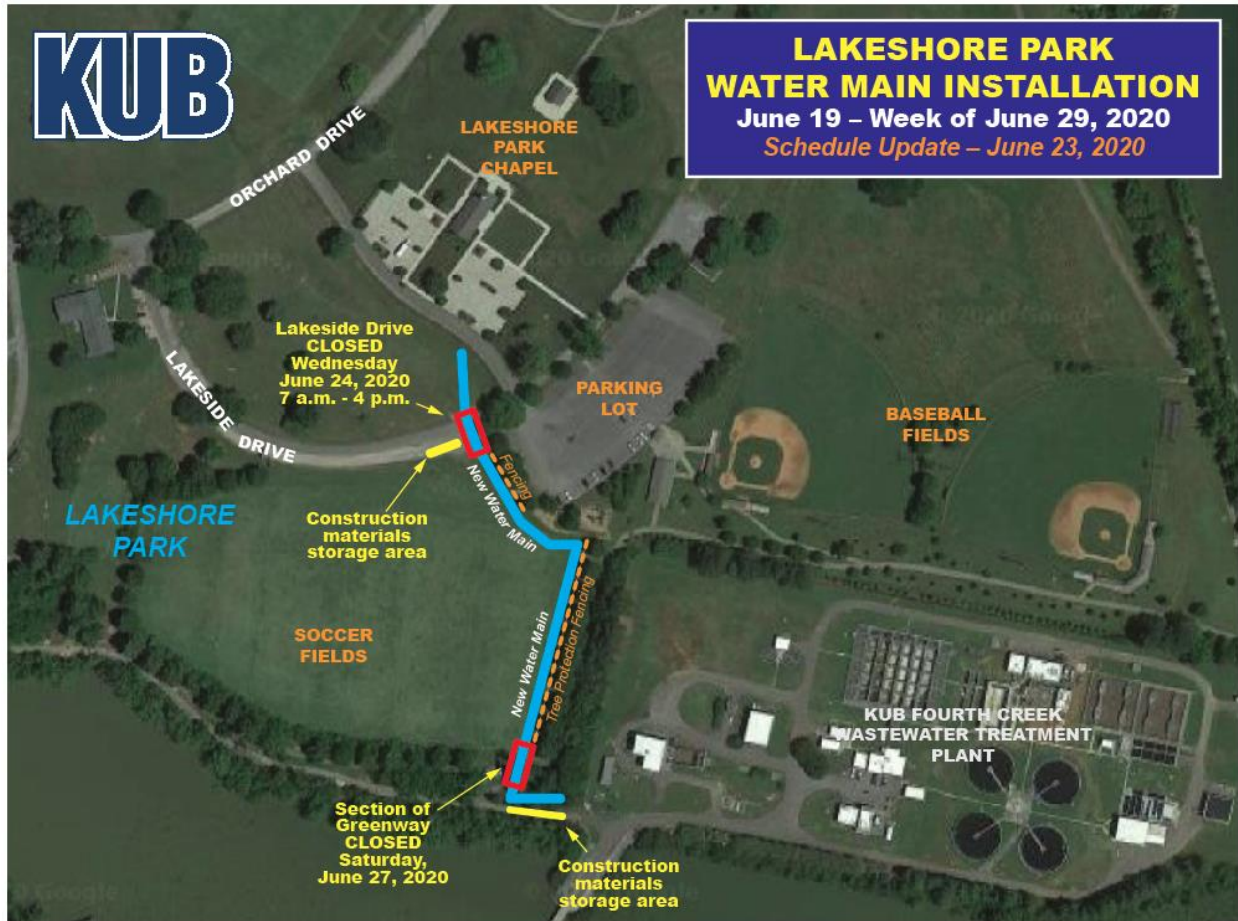 KUB
LAKESHORE PARK
WATER MAIN INSTALLATION
June 19 – Week of June 29, 2020
Schedule Update – June 23, 2020
LAKESHORE
PARK
CHAPEL
ORCHARD DRIVE
Lakeside Drive
CLOSED
Wednesday
June 24, 2020
7 a.m. - 4 p.m.
LAKESIDE DRIVE
PARKING
LOT
BASEBALL
FIELDS
Fencing
New Water Main
LAKESHORE
PARK
Construction
materials
storage area
SOCCER
FIELDS
New Water Main
Tree Protection Fencing
KUB FOURTH CREEK
WASTEWATER TREATMENT
PLANT
Section of
Greenway
CLOSED
Saturday,
June 27, 2020
Construction
materials
storage area